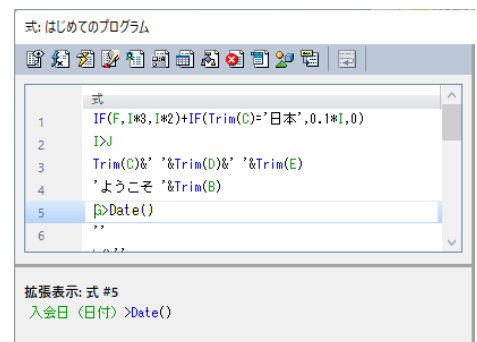 式: はじめてのプログラム
式
1 IF(F,I*3,I*2)+IF(Trim(C)='日本',0.1*I,0)
2 I>J
3 Trim(C)&' '&Trim(D)&' '&Trim(E)
4 'ようこそ '&Trim(B)
5 G>Date()
6 ''
拡張表示: 式 #5
入会日（日付）>Date()